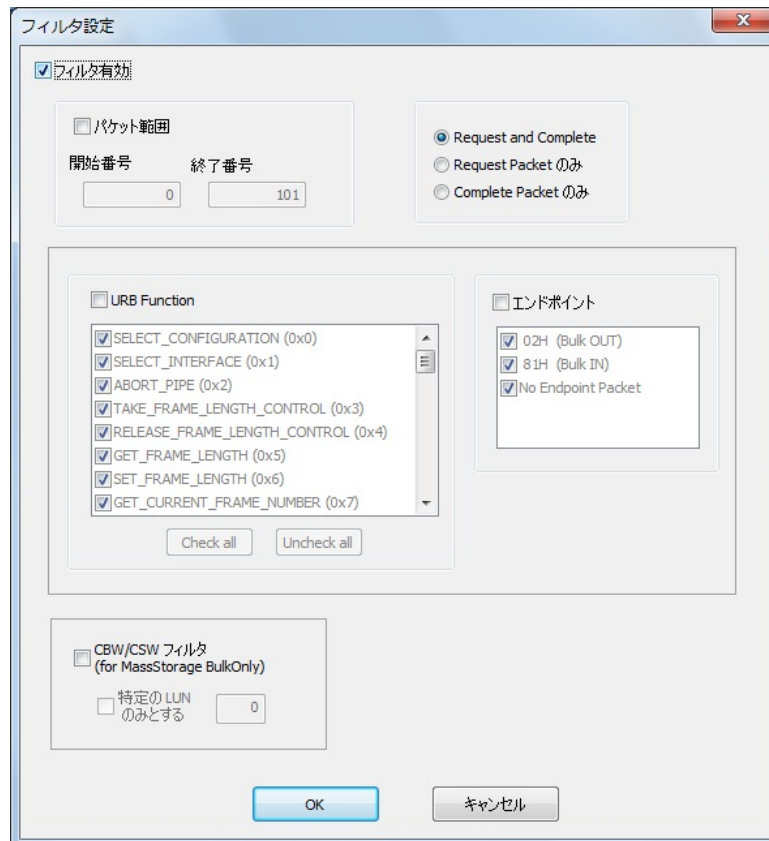 フィルタ設定
x
フィルタ有効
パケット範囲
開始番号 終了番号
0 101
Request and Complete
Request Packet のみ
Complete Packet のみ
URB Function
SELECT_CONFIGURATION (0x0)
SELECT_INTERFACE (0x1)
ABORT_PIPE (0x2)
TAKE_FRAME_LENGTH_CONTROL (0x3)
RELEASE_FRAME_LENGTH_CONTROL (0x4)
GET_FRAME_LENGTH (0x5)
SET_FRAME_LENGTH (0x6)
GET_CURRENT_FRAME_NUMBER (0x7)
Check all Uncheck all
エンドポイント
02H (Bulk OUT)
81H (Bulk IN)
No Endpoint Packet
CBW/CSW フィルタ
(for MassStorage BulkOnly)
特定の LUN
のみとする
0
OK キャンセル